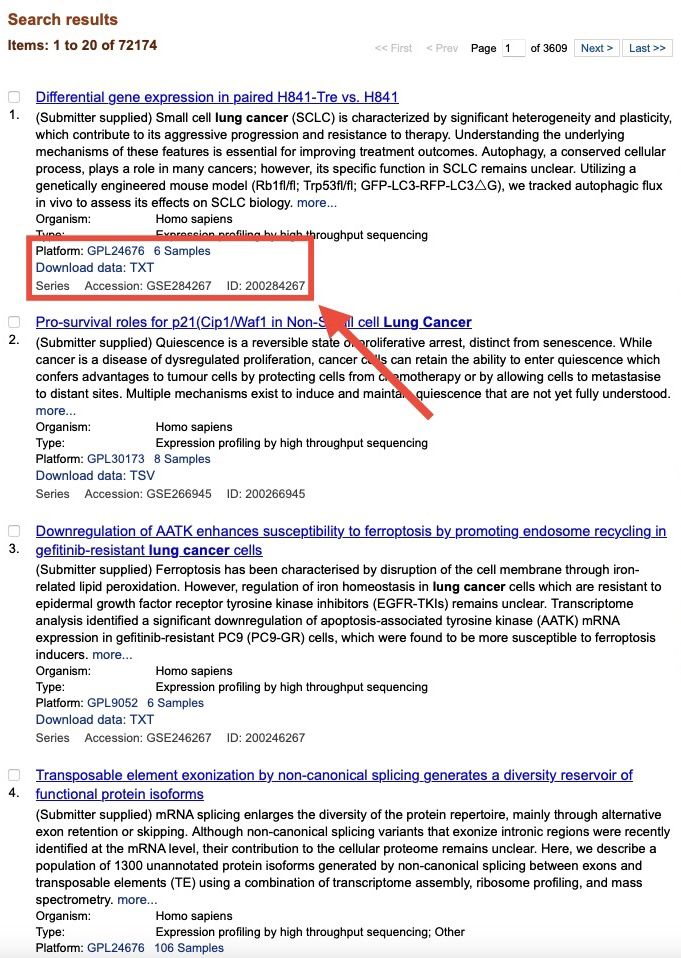 Search results
Items: 1 to 20 of 72174
<< First < Prev Page 1 of 3609 Next > Last >>
Differential gene expression in paired H841-Tre vs. H841
1. (Submitter supplied) Small cell lung cancer (SCLC) is characterized by significant heterogeneity and plasticity,
which contribute to its aggressive progression and resistance to therapy. Understanding the underlying
mechanisms of these features is essential for improving treatment outcomes. Autophagy, a conserved cellular
process, plays a role in many cancers; however, its specific function in SCLC remains unclear. Utilizing a
genetically engineered mouse model (Rb1fl/fl; Trp53fl/fl; GFP-LC3-RFP-LC3△G), we tracked autophagic flux
in vivo to assess its effects on SCLC biology. more...
Organism: Homo sapiens
Type: Expression profiling by high throughput sequencing
Platform: GPL24676 6 Samples
Download data: TXT
Series Accession: GSE284267 ID: 200284267
Pro-survival roles for p21(Cip1/Waf1 in Non-Small cell Lung Cancer
2. (Submitter supplied) Quiescence is a reversible state of proliferative arrest, distinct from senescence. While
cancer is a disease of dysregulated proliferation, cancer cells can retain the ability to enter quiescence which
confers advantages to tumour cells by protecting cells from chemotherapy or by allowing cells to metastasise
to distant sites. Multiple mechanisms exist to induce and maintain quiescence that are not yet fully understood.
more...
Organism: Homo sapiens
Type: Expression profiling by high throughput sequencing
Platform: GPL30173 8 Samples
Download data: TSV
Series Accession: GSE266945 ID: 200266945
Downregulation of AATK enhances susceptibility to ferroptosis by promoting endosome recycling in
3. gefitinib-resistant lung cancer cells
(Submitter supplied) Ferroptosis has been characterised by disruption of the cell membrane through iron-
related lipid peroxidation. However, regulation of iron homeostasis in lung cancer cells which are resistant to
epidermal growth factor receptor tyrosine kinase inhibitors (EGFR-TKIs) remains unclear. Transcriptome
analysis identified a significant downregulation of apoptosis-associated tyrosine kinase (AATK) mRNA
expression in gefitinib-resistant PC9 (PC9-GR) cells, which were found to be more susceptible to ferroptosis
inducers. more...
Organism: Homo sapiens
Type: Expression profiling by high throughput sequencing
Platform: GPL9052 6 Samples
Download data: TXT
Series Accession: GSE246267 ID: 200246267
Transposable element exonization by non-canonical splicing generates a diversity reservoir of
4. functional protein isoforms
(Submitter supplied) mRNA splicing enlarges the diversity of the protein repertoire, mainly through alternative
exon retention or skipping. Although non-canonical splicing variants that exonize intronic regions were recently
identified at the mRNA level, their contribution to the cellular proteome remains unclear. Here, we describe a
population of 1300 unannotated protein isoforms generated by non-canonical splicing between exons and
transposable elements (TE) using a combination of transcriptome assembly, ribosome profiling, and mass
spectrometry. more...
Organism: Homo sapiens
Type: Expression profiling by high throughput sequencing; Other
Platform: GPL24676 106 Samples